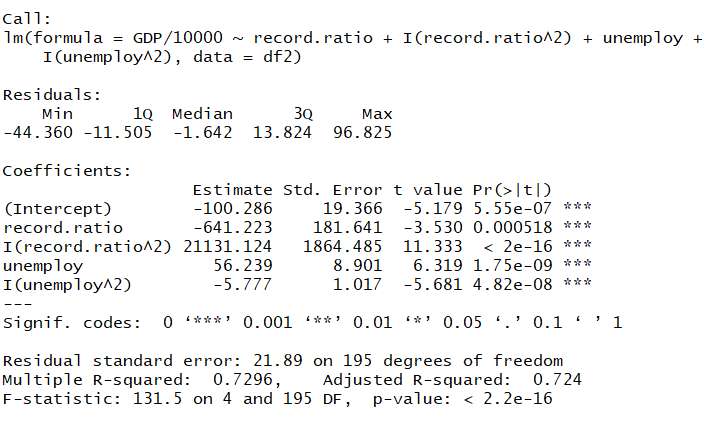 Call:
lm(formula = GDP/10000 ~ record.ratio + I(record.ratio^2) + unemploy +
    I(unemploy^2), data = df2)

Residuals:
    Min      1Q  Median      3Q     Max
-44.360 -11.505  -1.642  13.824  96.825

Coefficients:
                   Estimate Std. Error t value Pr(>|t|)
(Intercept)        -100.286     19.366  -5.179 5.55e-07 ***
record.ratio       -641.223    181.641  -3.530 0.000518 ***
I(record.ratio^2) 21131.124   1864.485  11.333  < 2e-16 ***
unemploy             56.239      8.901   6.319 1.75e-09 ***
I(unemploy^2)        -5.777      1.017  -5.681 4.82e-08 ***
---
Signif. codes:  0 ‘***’ 0.001 ‘**’ 0.01 ‘*’ 0.05 ‘.’ 0.1 ‘ ’ 1

Residual standard error: 21.89 on 195 degrees of freedom
Multiple R-squared:  0.7296,    Adjusted R-squared:  0.724
F-statistic: 131.5 on 4 and 195 DF,  p-value: < 2.2e-16